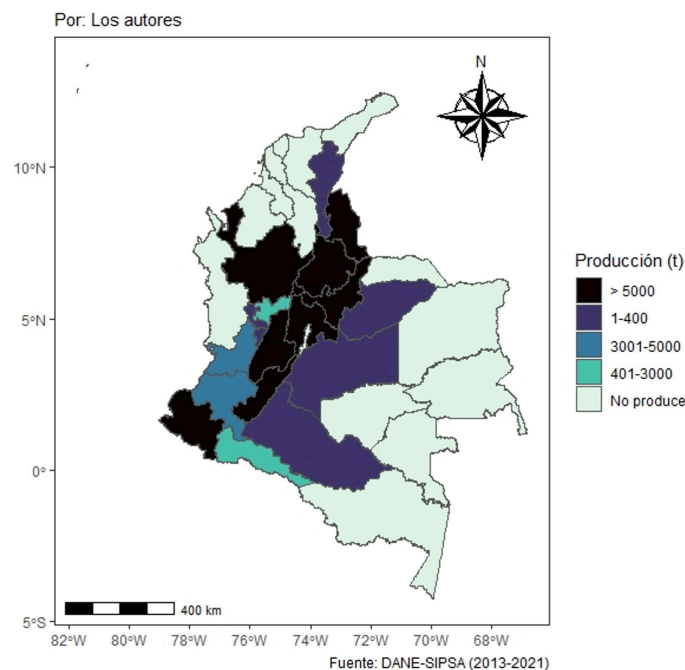 Por: Los autores
N
10°N
5°N
0°
5°S
82°W 80°W 78°W 76°W 74°W 72°W 70°W 68°W
400 km
Producción (t)
> 5000
1-400
3001-5000
401-3000
No produce
Fuente: DANE-SIPSA (2013-2021)